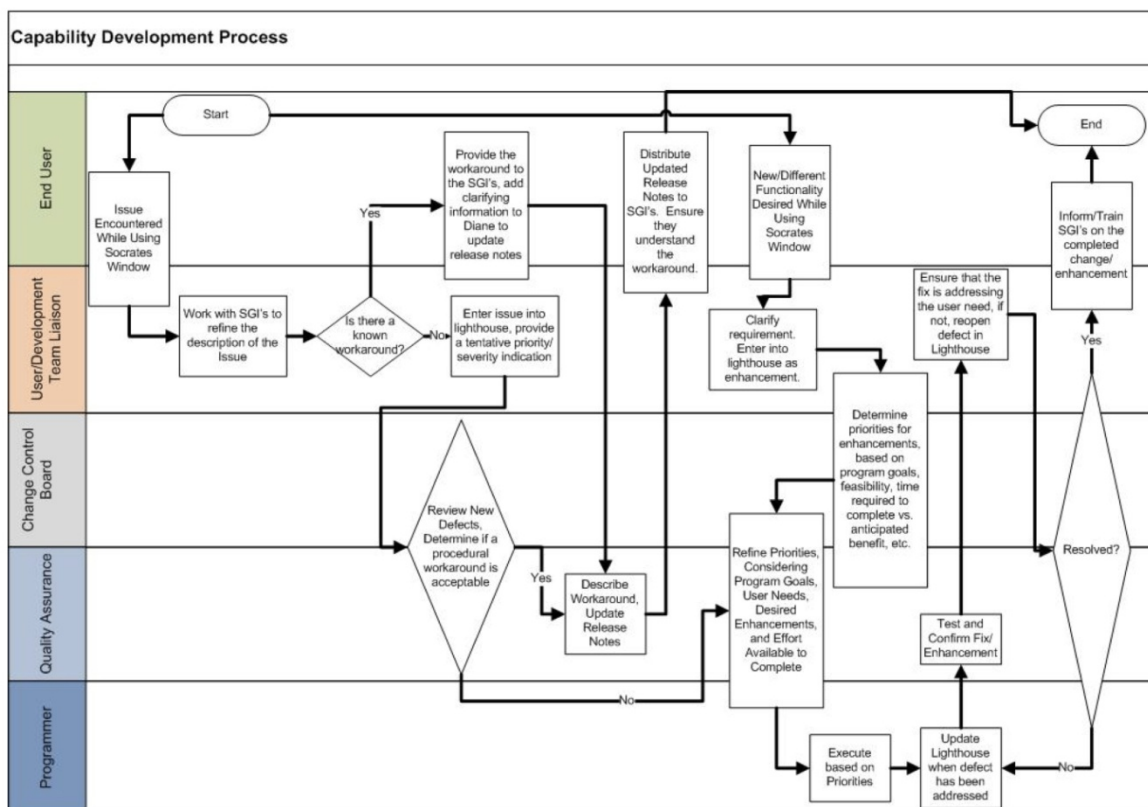 Capability Development Process
End User
Start
End
Issue
Encountered
While Using
Socrates
Window
Provide the
workaround to
the SGI's, add
clarifying
information to
Diane to
update
release notes
Yes
Distribute
Updated
Release
Notes to
SGI's. Ensure
they
understand
the
workaround.
New/Different
Functionality
Desired While
Using
Socrates
Window
Inform/Train
SGI's on the
completed
change/
enhancement
User/Development
Team Liaison
Work with SGI's to
refine the
description of the
Issue
Is there a
known
workaround?
No
Enter issue into
lighthouse, provide
a tentative priority/
severity indication
Clarify
requirement.
Enter into
lighthouse as
enhancement.
Ensure that the
fix is addressing
the user need, if
not, reopen
defect in
Lighthouse
Yes
Change Control
Board
Determine
priorities for
enhancements,
based on
program goals,
feasibility, time
required to
complete vs.
anticipated
benefit, etc.
Review New
Defects,
Determine if a
procedural
workaround is
acceptable
Yes
Quality Assurance
Describe
Workaround,
Update
Release
Notes
Refine Priorities,
Considering
Program Goals,
User Needs,
Desired
Enhancements,
and Effort
Available to
Complete
Resolved?
Test and
Confirm Fix/
Enhancement
No
Programmer
Execute
based on
Priorities
Update
Lighthouse
when defect
has been
addressed
No